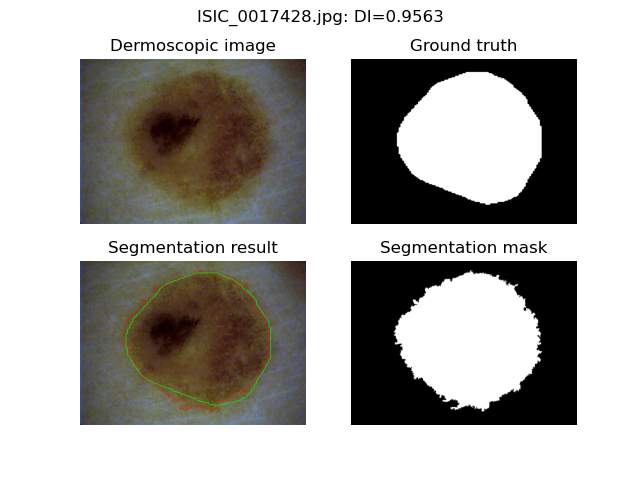 ISIC_0017428.jpg: DI=0.9563
Dermoscopic image
Ground truth
Segmentation result
Segmentation mask